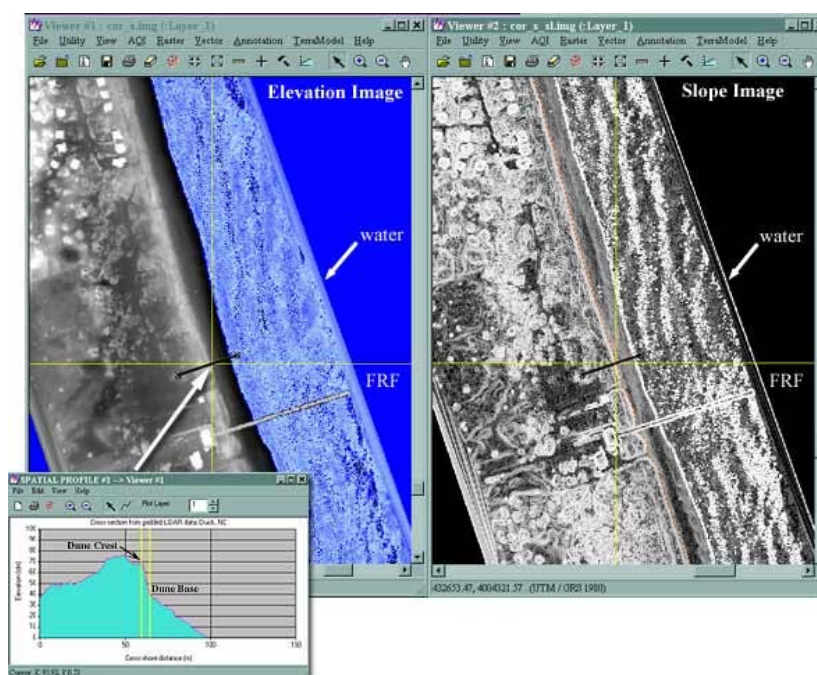 Viewer #1 : cor_s_sl.img (:Layer_1)
File Utility View AOI Raster Vector Annotation TerraModel Help
Elevation Image
water
FRF
Viewer #2 : cor_s_sl.img (:Layer_1)
File Utility View AOI Raster Vector Annotation TerraModel Help
Slope Image
water
FRF
432653.47, 4004321.57 (UTM / GRS 1980)
SPATIAL PROFILE #1 --> Viewer #1
File Edit View Help
Plot Layer: 1
Cross-section from gridded LIDAR data Duck, NC
Dune Crest
Dune Base
Elevation
100
90
80
70
60
50
40
30
20
10
0
0 50 100 150
Cross-shore distance (m)